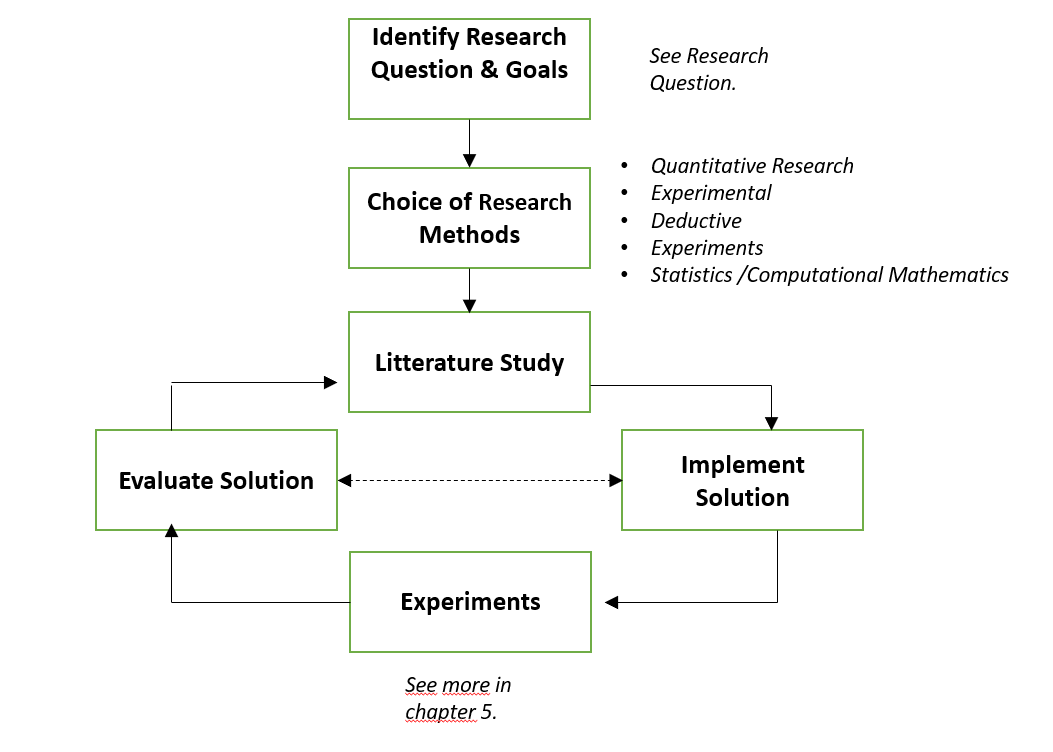 Identify Research
Question & Goals
See Research
Question.
Choice of Research
Methods
• Quantitative Research
• Experimental
• Deductive
• Experiments
• Statistics /Computational Mathematics
Litterature Study
Evaluate Solution
Implement
Solution
Experiments
See more in
chapter 5.